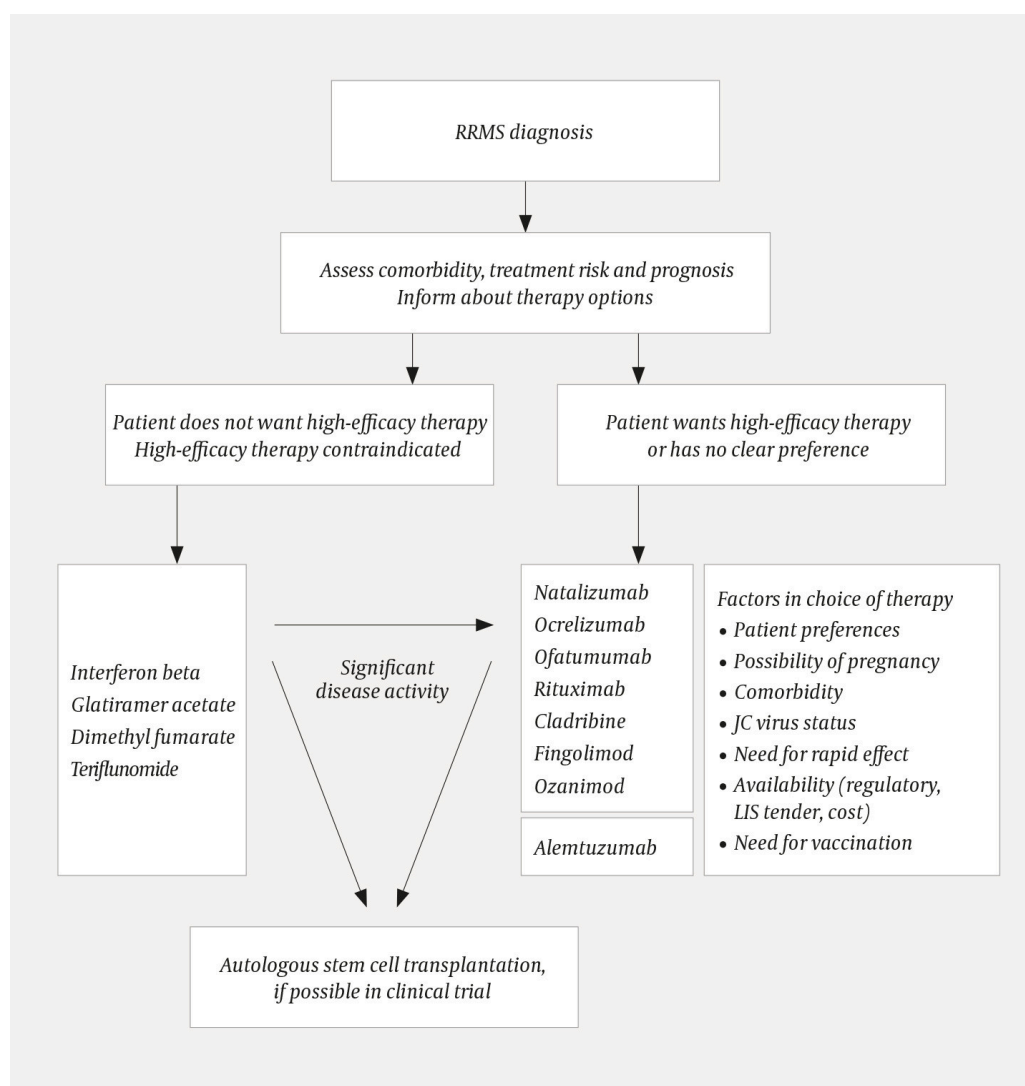 RRMS diagnosis
Assess comorbidity, treatment risk and prognosis
Inform about therapy options
Patient does not want high-efficacy therapy
High-efficacy therapy contraindicated
Patient wants high-efficacy therapy
or has no clear preference
Interferon beta
Glatiramer acetate
Dimethyl fumarate
Teriflunomide
Significant
disease activity
Natalizumab
Ocrelizumab
Ofatumumab
Rituximab
Cladribine
Fingolimod
Ozanimod
Alemtuzumab
Factors in choice of therapy
• Patient preferences
• Possibility of pregnancy
• Comorbidity
• JC virus status
• Need for rapid effect
• Availability (regulatory,
LIS tender, cost)
• Need for vaccination
Autologous stem cell transplantation,
if possible in clinical trial